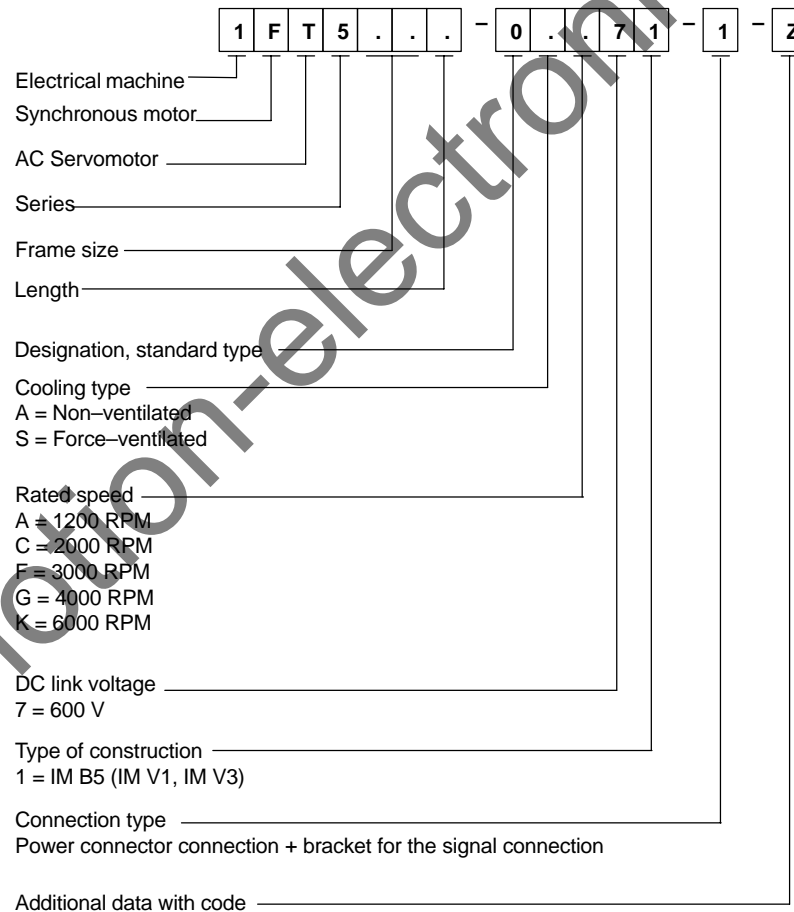 1 F T 5 . . . – 0 . . 7 1 – 1 – Z
Electrical machine
Synchronous motor
AC Servomotor
Series
Frame size
Length
Designation, standard type
Cooling type
A = Non–ventilated
S = Force–ventilated
Rated speed
A = 1200 RPM
C = 2000 RPM
F = 3000 RPM
G = 4000 RPM
K = 6000 RPM
DC link voltage
7 = 600 V
Type of construction
1 = IM B5 (IM V1, IM V3)
Connection type
Power connector connection + bracket for the signal connection
Additional data with code
otion-electroni